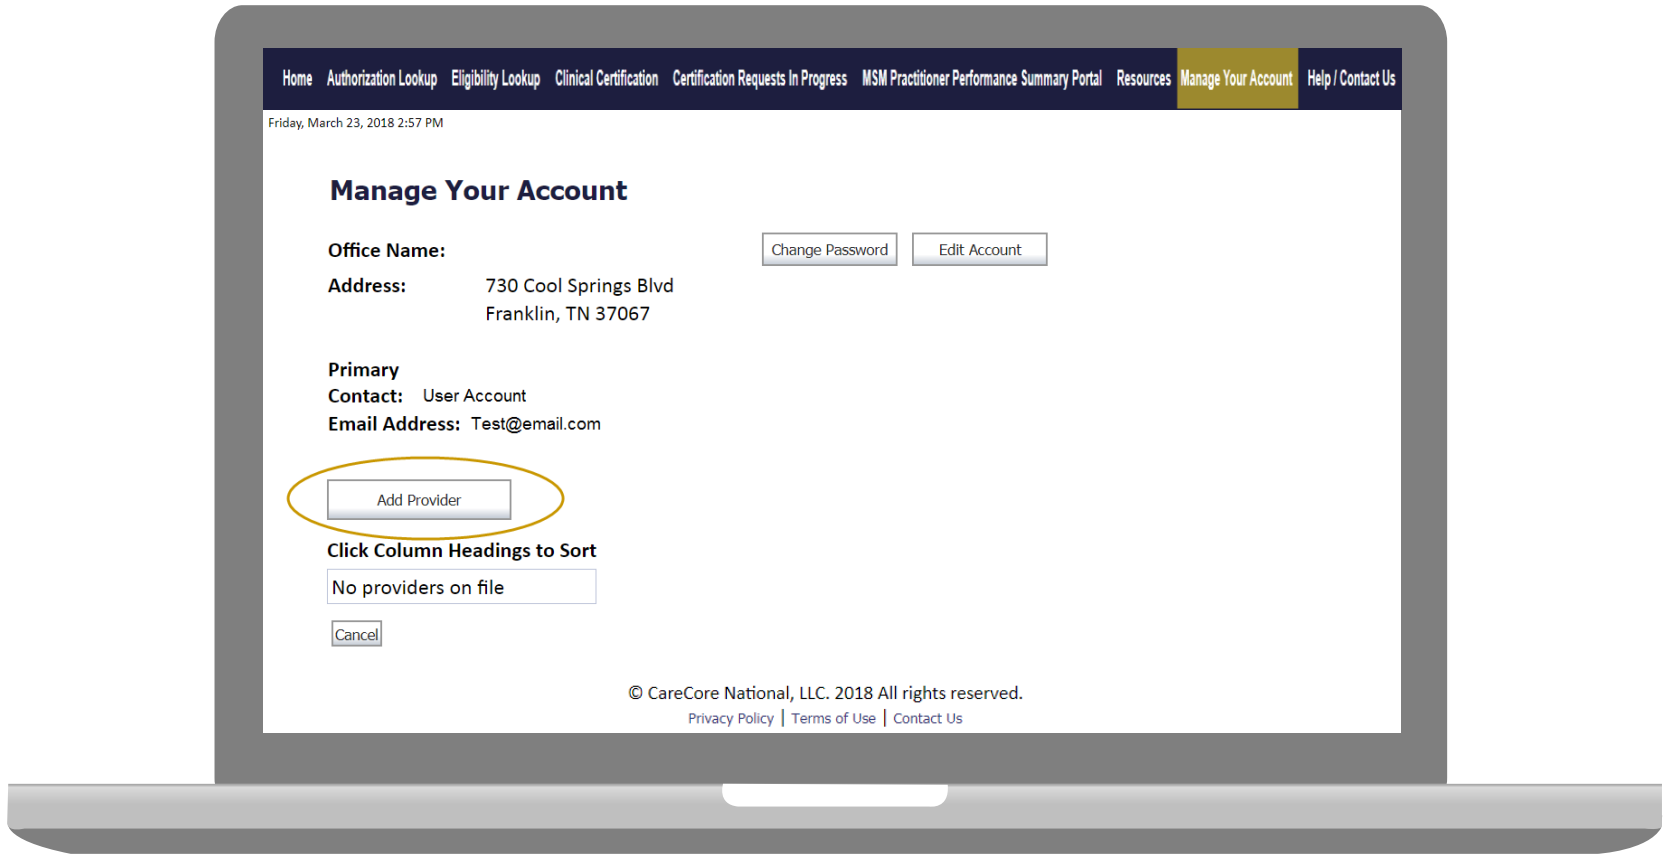 Home Authorization Lookup Eligibility Lookup Clinical Certification Certification Requests In Progress MSM Practitioner Performance Summary Portal Resources Manage Your Account Help / Contact Us
Friday, March 23, 2018 2:57 PM
Manage Your Account
Office Name:
Change Password Edit Account
Address: 730 Cool Springs Blvd
Franklin, TN 37067
Primary
Contact: User Account
Email Address: Test@email.com
Add Provider
Click Column Headings to Sort
No providers on file
Cancel
© CareCore National, LLC. 2018 All rights reserved.
Privacy Policy | Terms of Use | Contact Us